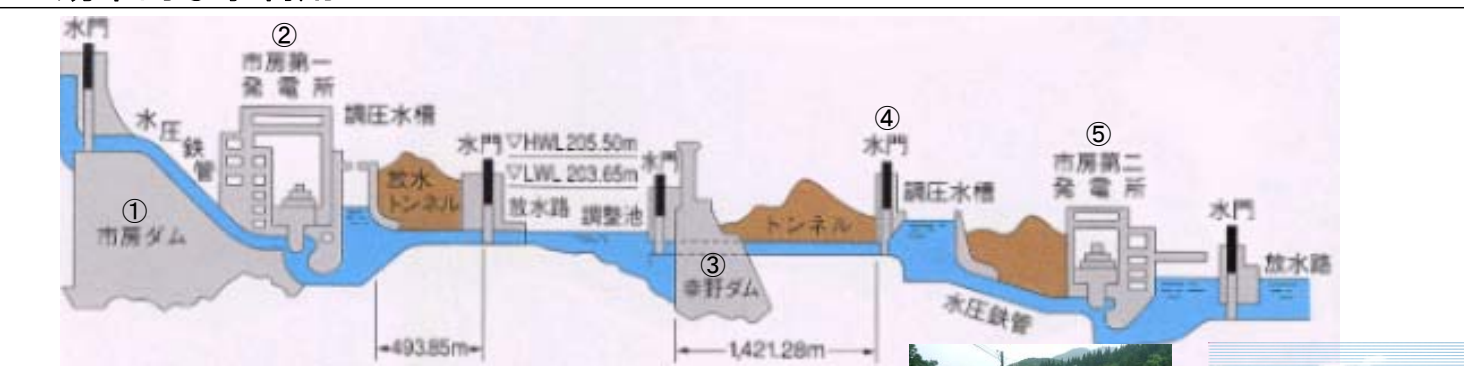 水門
②
市房第一
発電所
水圧鉄管
調圧水槽
①
市房ダム
放水
トンネル
水門
▽HWL205.50m
▽LWL 203.65m
放水路
調整池
水門
③
幸野ダム
トンネル
④
水門
調圧水槽
水圧鉄管
⑤
市房第二
発電所
水門
放水路
493.85m
1,421.28m